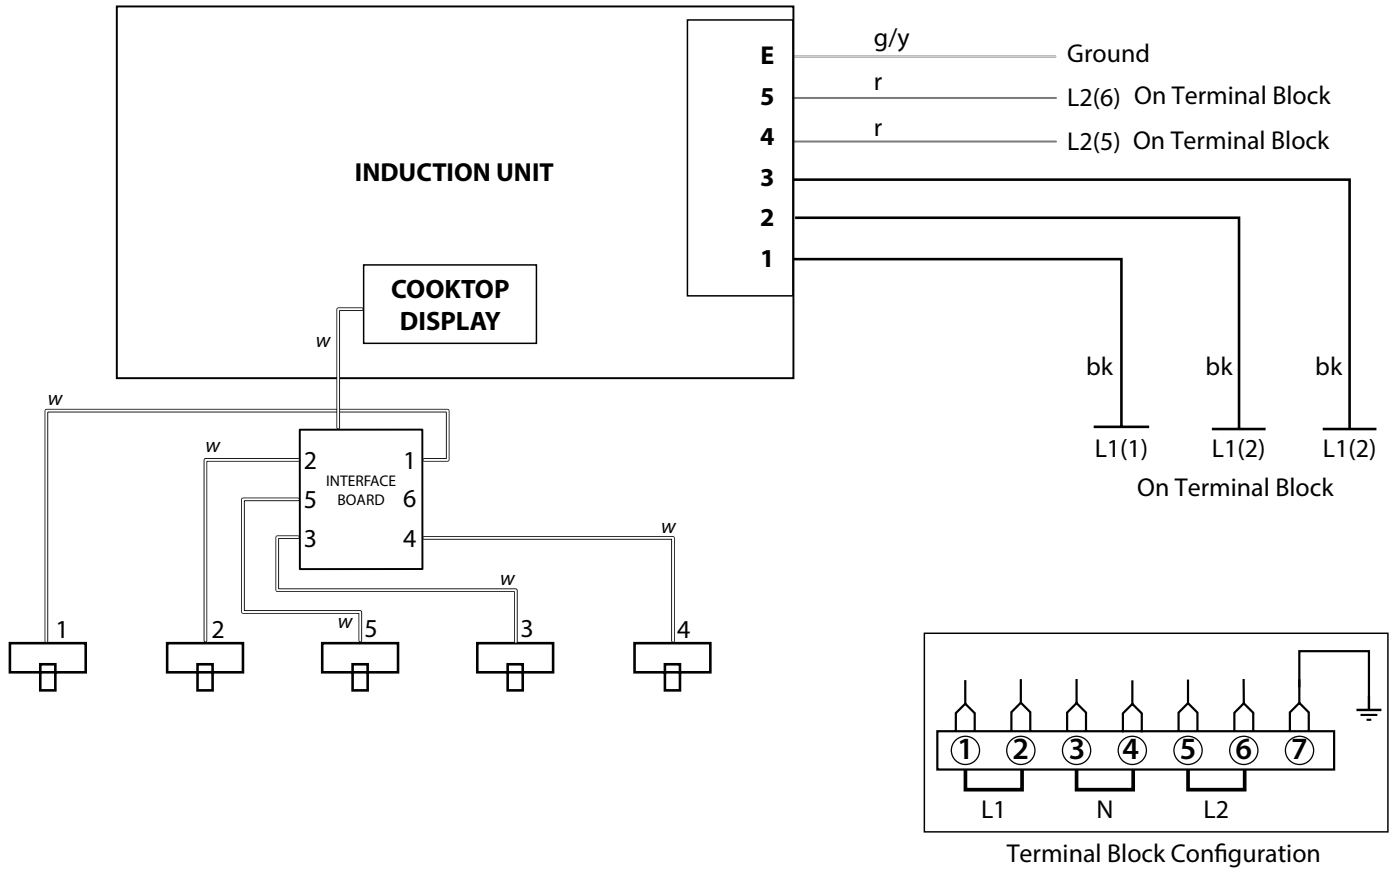 E g/y Ground
5 r L2(6) On Terminal Block
4 r L2(5) On Terminal Block
INDUCTION UNIT
3
2
1
COOKTOP
DISPLAY
w
bk bk bk
w
L1(1) L1(2) L1(2)
On Terminal Block
w
2 1
INTERFACE
BOARD
5 6
3 4
w
w
w
1 2 5 3 4
1 2 3 4 5 6 7
L1 N L2
Terminal Block Configuration